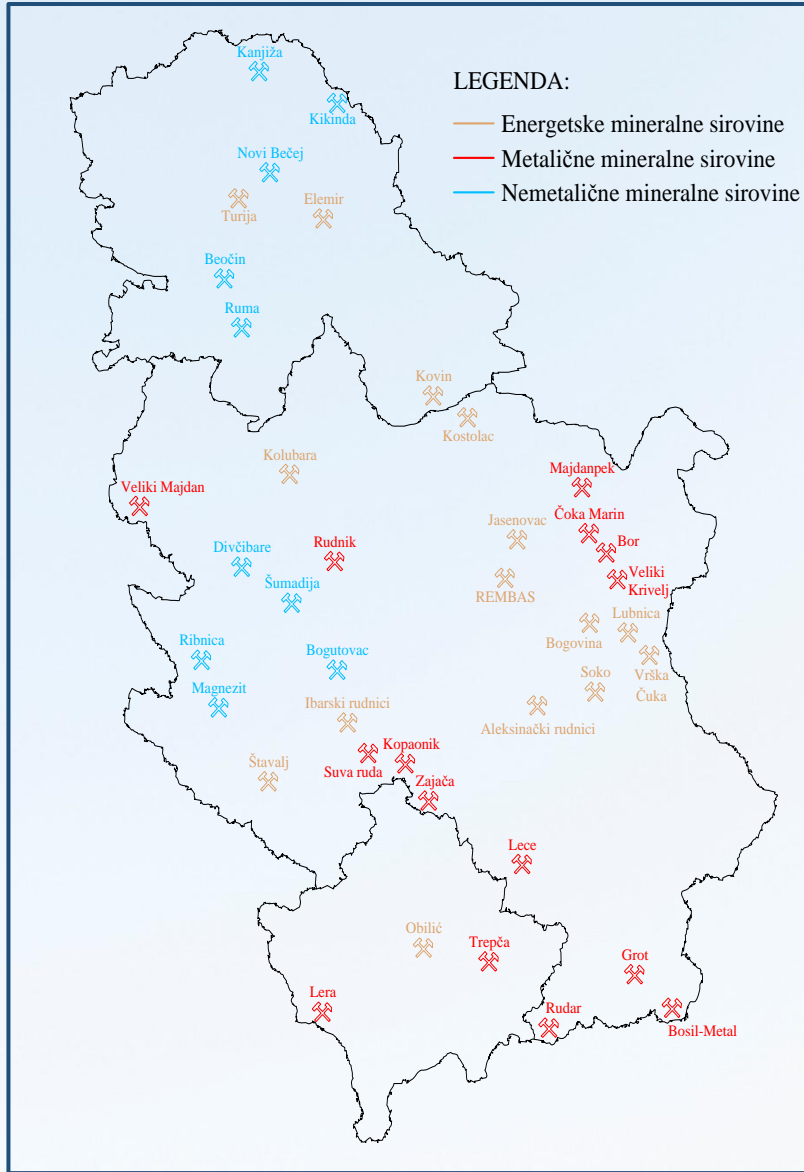 Kanjiža
Kikinda
LEGENDA:
Energetske mineralne sirovine
Metalične mineralne sirovine
Nemetalične mineralne sirovine
Novi Bečej
Turija
Elemir
Beočin
Ruma
Kovin
Kostolac
Kolubara
Veliki Majdan
Majdanpek
Čoka Marin
Jasenovac
Bor
Rudnik
Divčibare
Šumadija
REMBAS
Veliki
Krivelj
Lubnica
Bogovina
Vrška
Čuka
Ribnica
Bogutovac
Magnezit
Soko
Ibarski rudnici
Aleksinački rudnici
Kopaonik
Suva ruda
Štavalj
Zajača
Lece
Obilić
Trepča
Grot
Lera
Rudar
Bosil-Metal